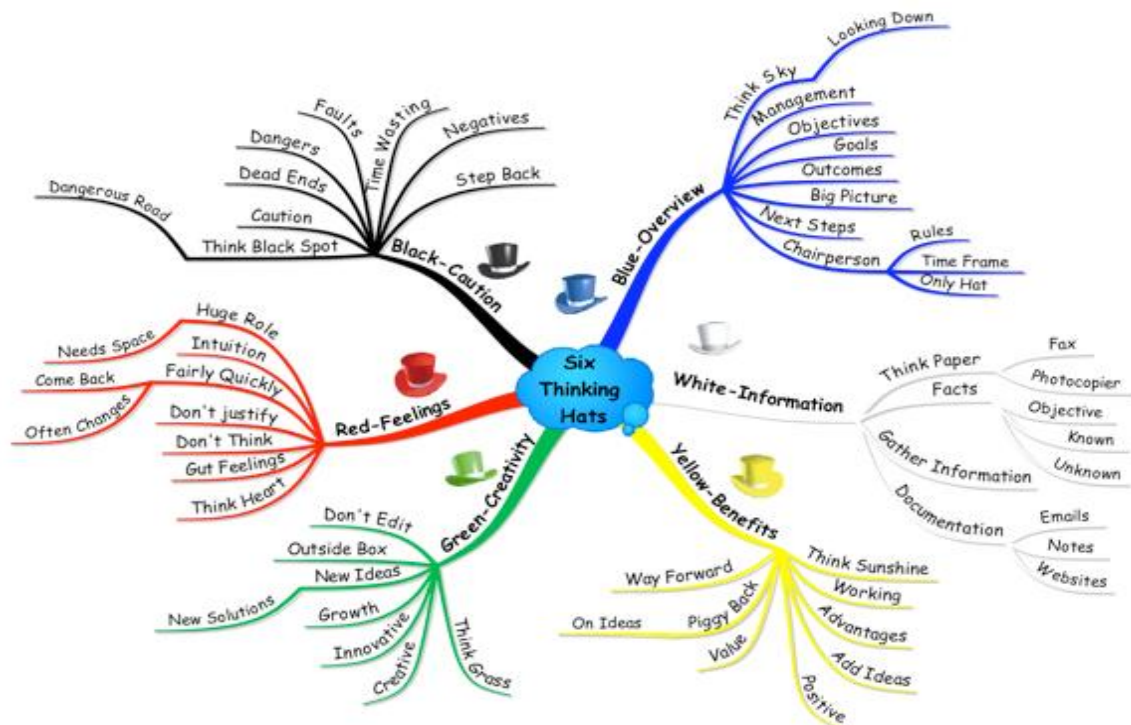 Six
Thinking
Hats
Blue-Overview
Think Sky
Looking Down
Management
Objectives
Goals
Outcomes
Big Picture
Next Steps
Chairperson
Rules
Time Frame
Only Hat
White-Information
Think Paper
Fax
Photocopier
Facts
Objective
Known
Unknown
Gather Information
Documentation
Emails
Notes
Websites
Yellow-Benefits
Think Sunshine
Working
Advantages
Add Ideas
Positive
Value
Piggy Back
On Ideas
Way Forward
Green-Creativity
Don't Edit
Outside Box
New Ideas
New Solutions
Growth
Innovative
Creative
Think Grass
Red-Feelings
Huge Role
Needs Space
Intuition
Fairly Quickly
Come Back
Often Changes
Don't justify
Don't Think
Gut Feelings
Think Heart
Black-Caution
Think Black Spot
Dangerous Road
Caution
Dead Ends
Dangers
Faults
Time Wasting
Negatives
Step Back